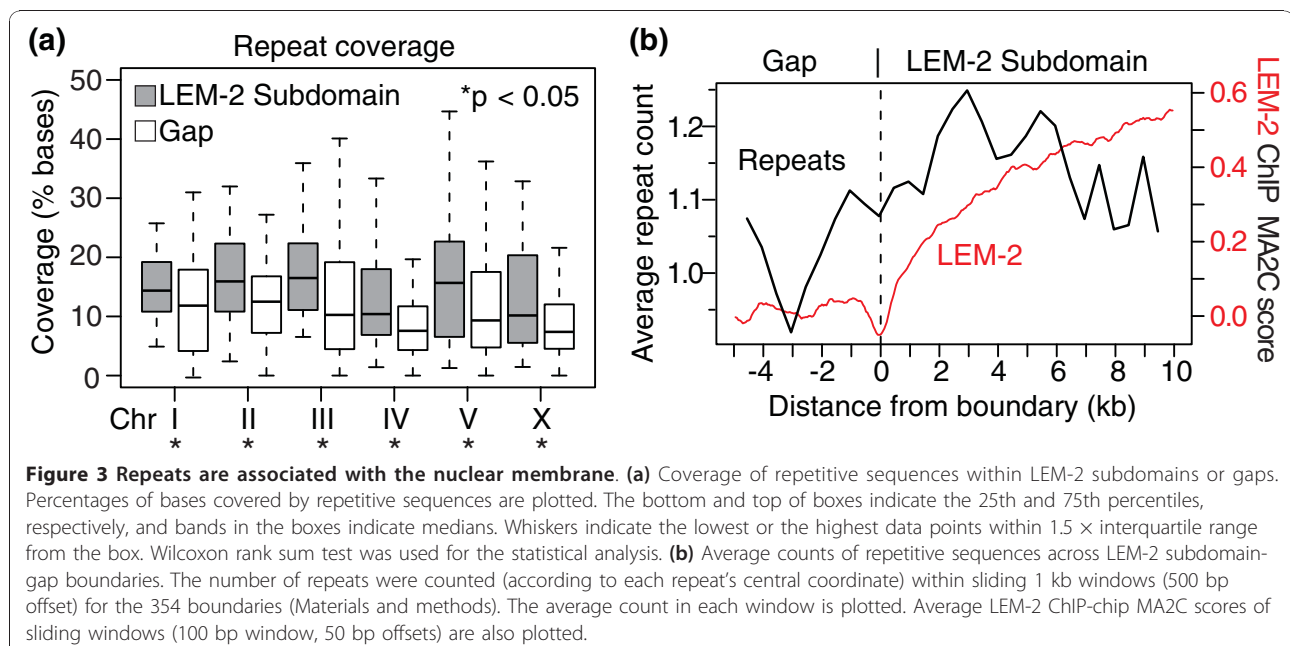 (a)
Repeat coverage
LEM-2 Subdomain
Gap
*p < 0.05
Coverage (% bases)
50
40
30
20
10
0
Chr I II III IV V X
* * * * * *
(b)
Gap | LEM-2 Subdomain
Average repeat count
1.2
1.1
1.0
Repeats
LEM-2
0.6
0.4
0.2
0.0
LEM-2 ChIP MA2C score
-4 -2 0 2 4 6 8 10
Distance from boundary (kb)
Figure 3 Repeats are associated with the nuclear membrane. (a) Coverage of repetitive sequences within LEM-2 subdomains or gaps.
Percentages of bases covered by repetitive sequences are plotted. The bottom and top of boxes indicate the 25th and 75th percentiles,
respectively, and bands in the boxes indicate medians. Whiskers indicate the lowest or the highest data points within 1.5 × interquartile range
from the box. Wilcoxon rank sum test was used for the statistical analysis. (b) Average counts of repetitive sequences across LEM-2 subdomain-
gap boundaries. The number of repeats were counted (according to each repeat's central coordinate) within sliding 1 kb windows (500 bp
offset) for the 354 boundaries (Materials and methods). The average count in each window is plotted. Average LEM-2 ChIP-chip MA2C scores of
sliding windows (100 bp window, 50 bp offsets) are also plotted.